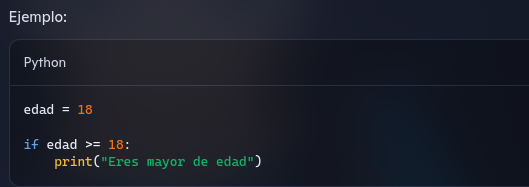 Ejemplo:
Python
edad = 18
if edad >= 18:
    print("Eres mayor de edad")